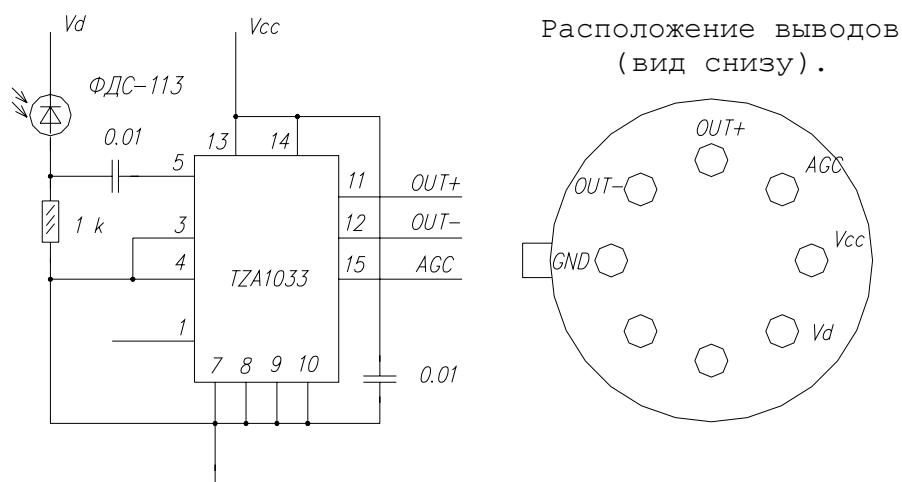 Vd
Vcc
ФДС-113
0.01
13
14
5
11
OUT+
3
12
OUT-
1 k
4
15
AGC
TZA1033
1
7 8 9 10
0.01
Расположение выводов
(вид снизу).
OUT+
AGC
OUT-
Vcc
GND
Vd